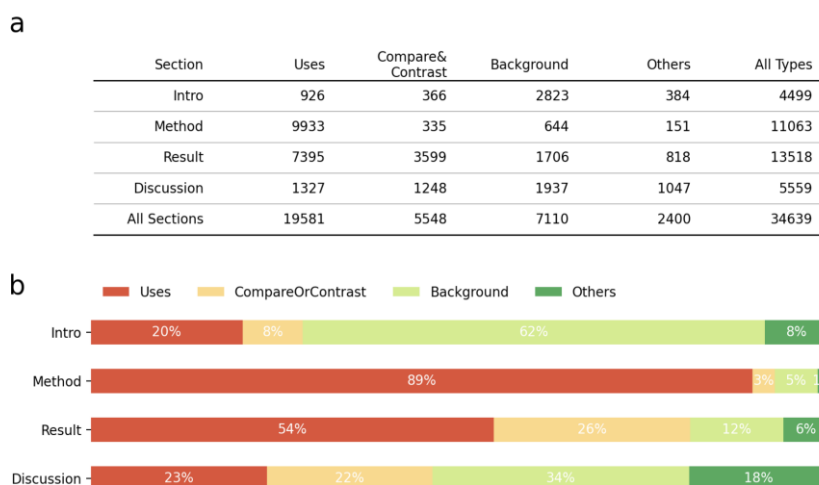 a
Section Uses Compare& Contrast Background Others All Types
Intro 926 366 2823 384 4499
Method 9933 335 644 151 11063
Result 7395 3599 1706 818 13518
Discussion 1327 1248 1937 1047 5559
All Sections 19581 5548 7110 2400 34639
b
Uses CompareOrContrast Background Others
Intro 20% 8% 62% 8%
Method 89% 3% 5% 1
Result 54% 26% 12% 6%
Discussion 23% 22% 34% 18%